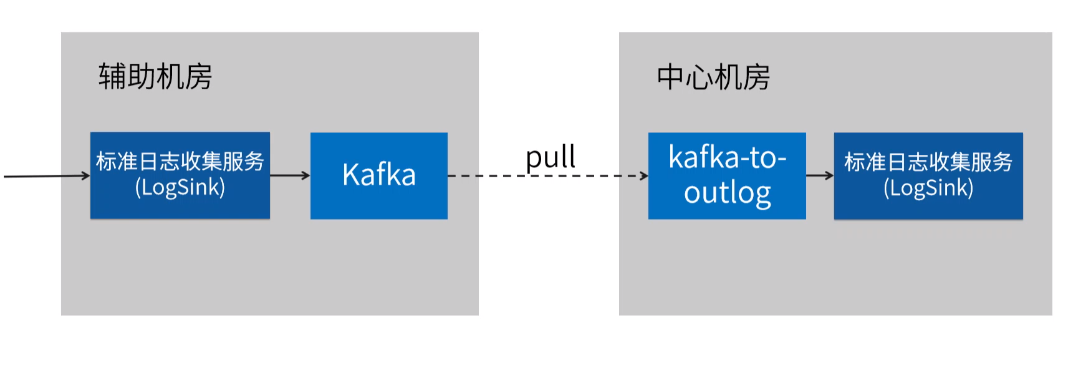 辅助机房
中心机房
标准日志收集服务
(LogSink)
Kafka
pull
kafka-to-
outlog
标准日志收集服务
(LogSink)